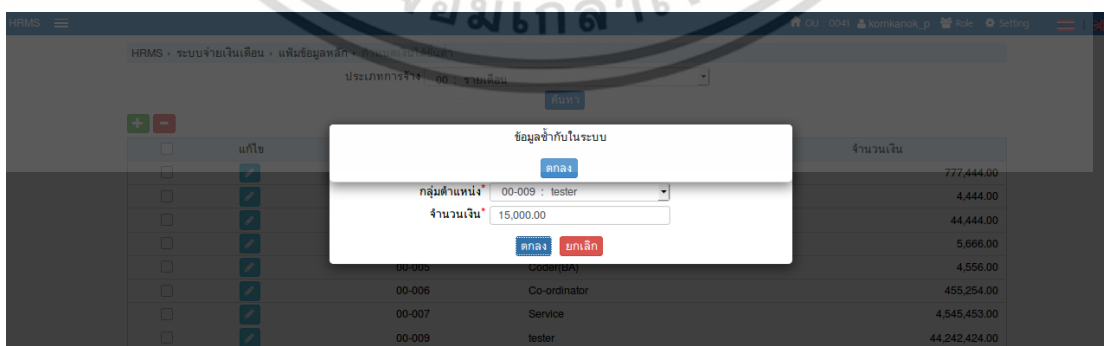 จอมเกล้า
HRMS OU : 0041 kornkanok_p Role Setting
HRMS › ระบบจ่ายเงินเดือน › แฟ้มข้อมูลหลัก ›
ประเภทการจ้าง 00 : รายเดือน
ค้นหา
แก้ไข จำนวนเงิน
ข้อมูลซ้ำกับในระบบ
ตกลง
777,444.00
กลุ่มตำแหน่ง* 00-009 : tester
4,444.00
จำนวนเงิน* 15,000.00
44,444.00
ตกลง ยกเลิก
5,666.00
00-005 Coder(BA) 4,556.00
00-006 Co-ordinator 455,254.00
00-007 Service 4,545,453.00
00-009 tester 44,242,424.00